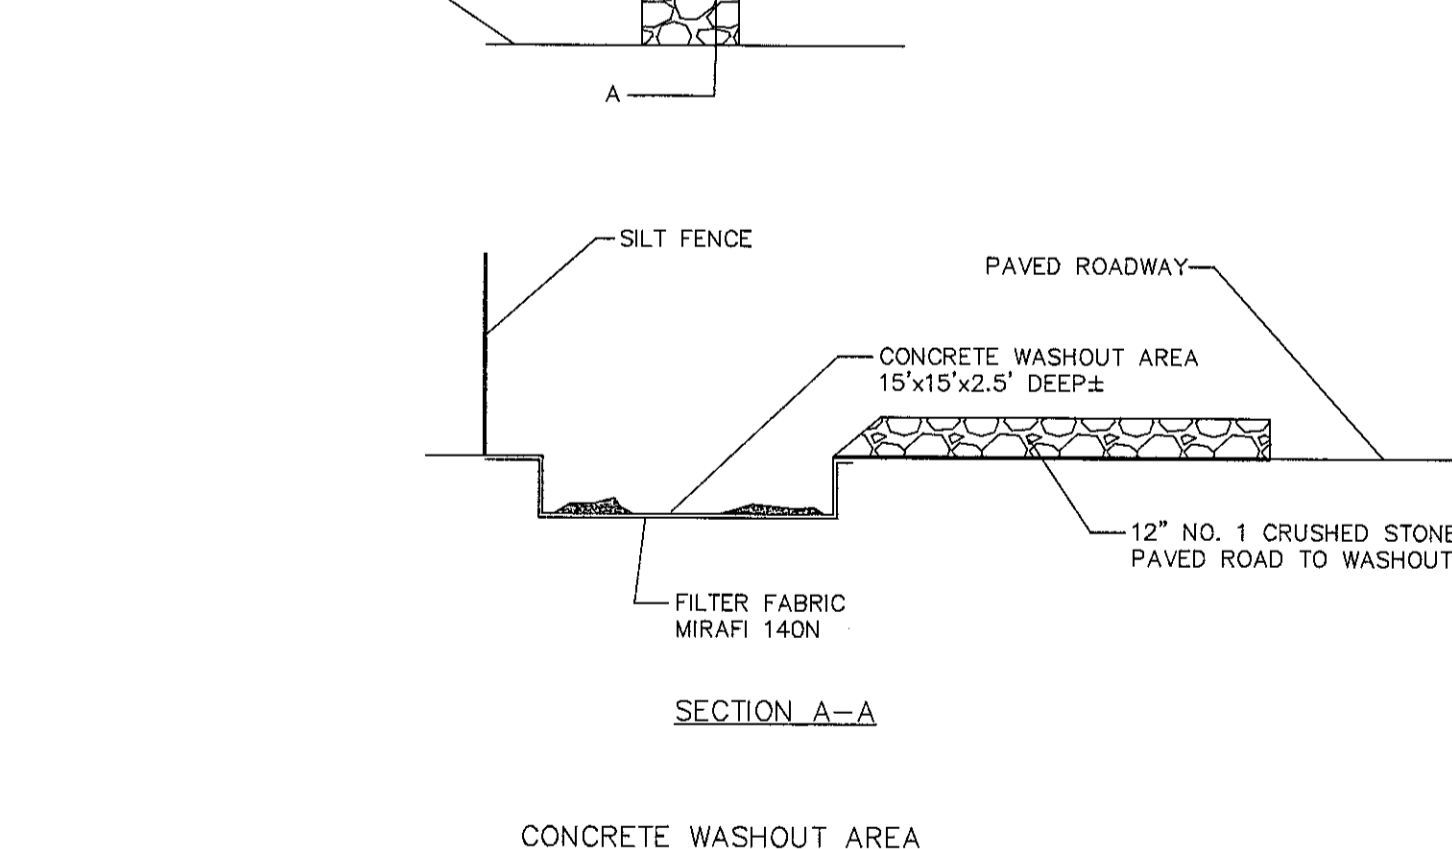 A
SILT FENCE
PAVED ROADWAY
CONCRETE WASHOUT AREA
15'x15'x2.5' DEEP±
12" NO. 1 CRUSHED STONE
PAVED ROAD TO WASHOUT
FILTER FABRIC
MIRAFI 140N
SECTION A-A
CONCRETE WASHOUT AREA